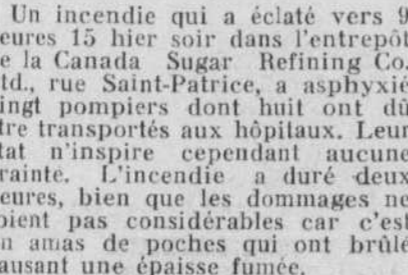 Un incendie qui a éclaté vers 9
eures 15 hier soir dans l'entrepôt
e la Canada Sugar Refining Co.
td., rue Saint-Patrice, a asphyxié
ingt pompiers dont huit ont dû
tre transportés aux hôpitaux. Leur
tat n'inspire cependant aucune
rainte. L'incendie a duré deux
eures, bien que les dommages ne
oient pas considérables car c'est
n amas de poches qui ont brûlé
ausant une épaisse fumée.